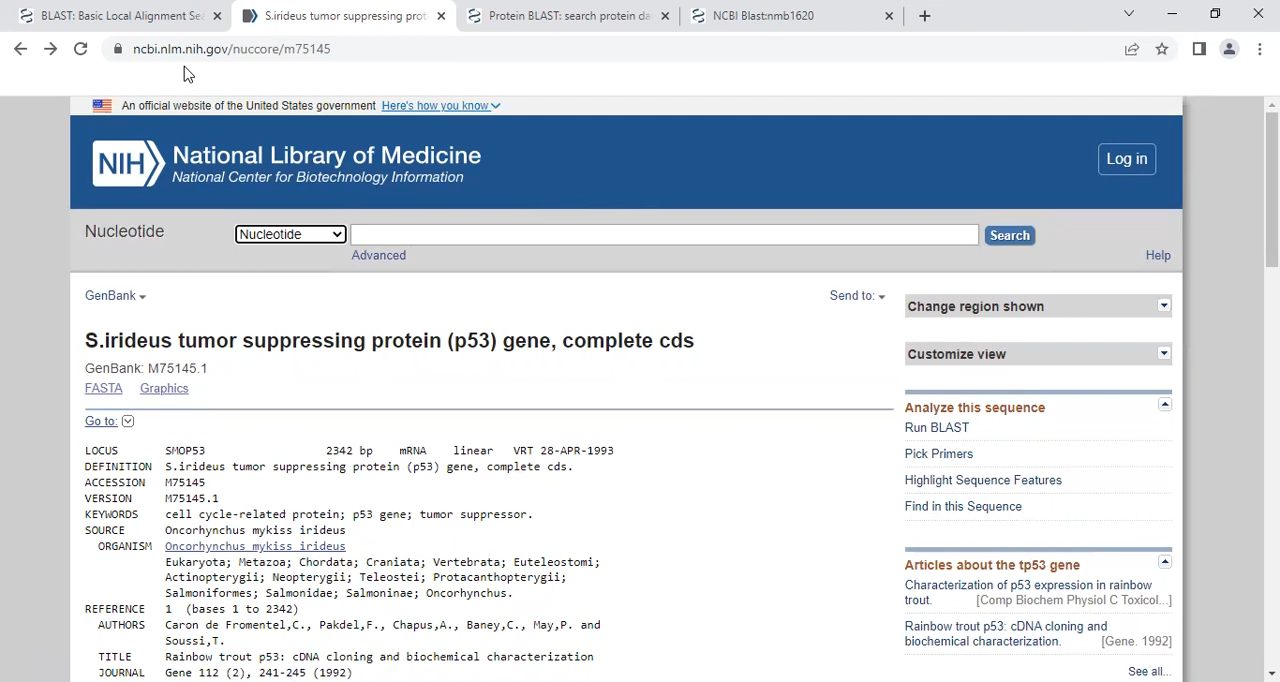 BLAST: Basic Local Alignment Sea
S.irideus tumor suppressing prot
Protein BLAST: search protein da
NCBI Blast:nmb1620
ncbi.nlm.nih.gov/nuccore/m75145
An official website of the United States government Here's how you know
NIH National Library of Medicine
National Center for Biotechnology Information
Log in
Nucleotide
Nucleotide
Search
Advanced
Help
GenBank
Send to:
S.irideus tumor suppressing protein (p53) gene, complete cds
GenBank: M75145.1
FASTA Graphics
Go to:
LOCUS SMOP53 2342 bp mRNA linear VRT 28-APR-1993
DEFINITION S.irideus tumor suppressing protein (p53) gene, complete cds.
ACCESSION M75145
VERSION M75145.1
KEYWORDS cell cycle-related protein; p53 gene; tumor suppressor.
SOURCE Oncorhynchus mykiss irideus
ORGANISM Oncorhynchus mykiss irideus
Eukaryota; Metazoa; Chordata; Craniata; Vertebrata; Euteleostomi;
Actinopterygii; Neopterygii; Teleostei; Protacanthopterygii;
Salmoniformes; Salmonidae; Salmoninae; Oncorhynchus.
REFERENCE 1 (bases 1 to 2342)
AUTHORS Caron de Fromentel,C., Pakdel,F., Chapus,A., Baney,C., May,P. and
Soussi,T.
TITLE Rainbow trout p53: cDNA cloning and biochemical characterization
JOURNAL Gene 112 (2), 241-245 (1992)
Change region shown
Customize view
Analyze this sequence
Run BLAST
Pick Primers
Highlight Sequence Features
Find in this Sequence
Articles about the tp53 gene
Characterization of p53 expression in rainbow
trout. [Comp Biochem Physiol C Toxicol...]
Rainbow trout p53: cDNA cloning and
biochemical characterization. [Gene. 1992]
See all...